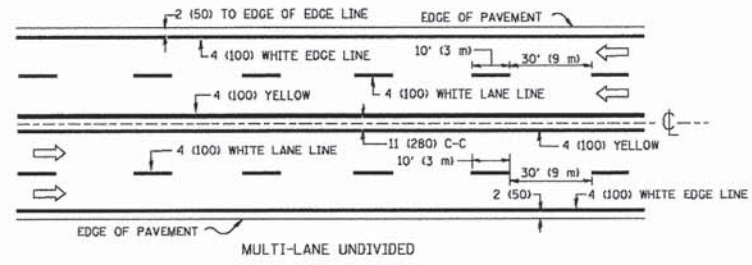 2 (50) TO EDGE OF EDGE LINE
EDGE OF PAVEMENT
4 (100) WHITE EDGE LINE
10' (3 m)
30' (9 m)
4 (100) YELLOW
4 (100) WHITE LANE LINE
℄
4 (100) WHITE LANE LINE
11 (280) C-C
4 (100) YELLOW
10' (3 m)
30' (9 m)
2 (50)
4 (100) WHITE EDGE LINE
EDGE OF PAVEMENT
MULTI-LANE UNDIVIDED